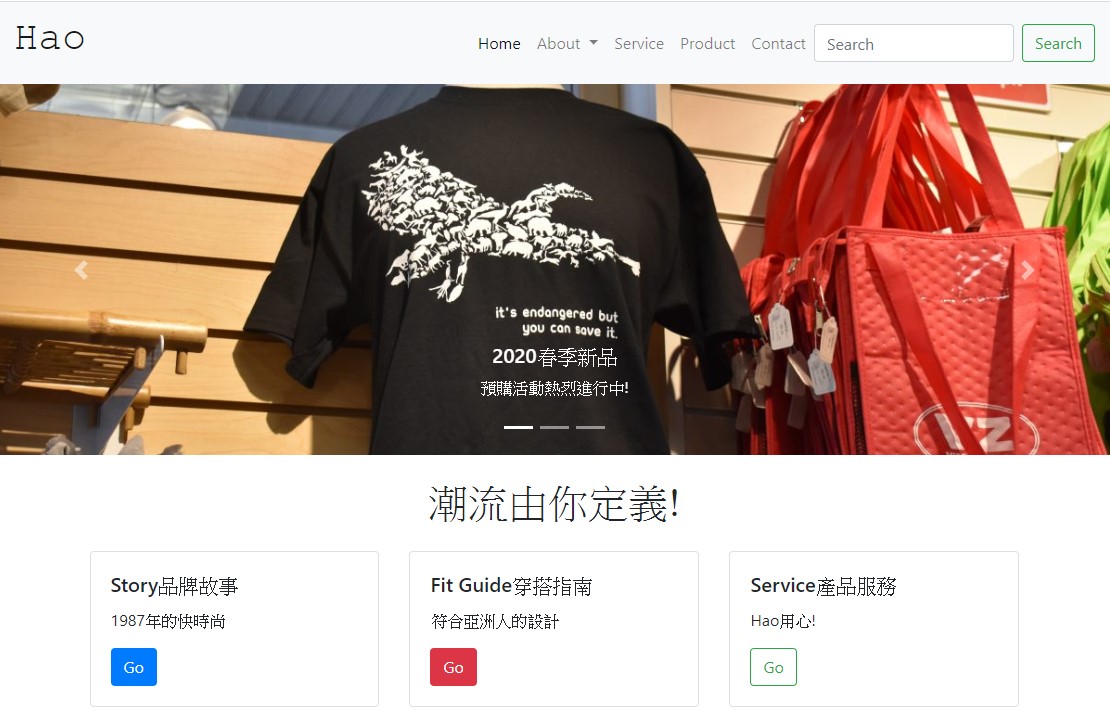 Hao
Home About Service Product Contact Search Search
it's endangered but
you can save it.
2020春季新品
預購活動熱烈進行中!
VZ
潮流由你定義!
Story品牌故事
1987年的快時尚
Go
Fit Guide穿搭指南
符合亞洲人的設計
Go
Service產品服務
Hao用心!
Go